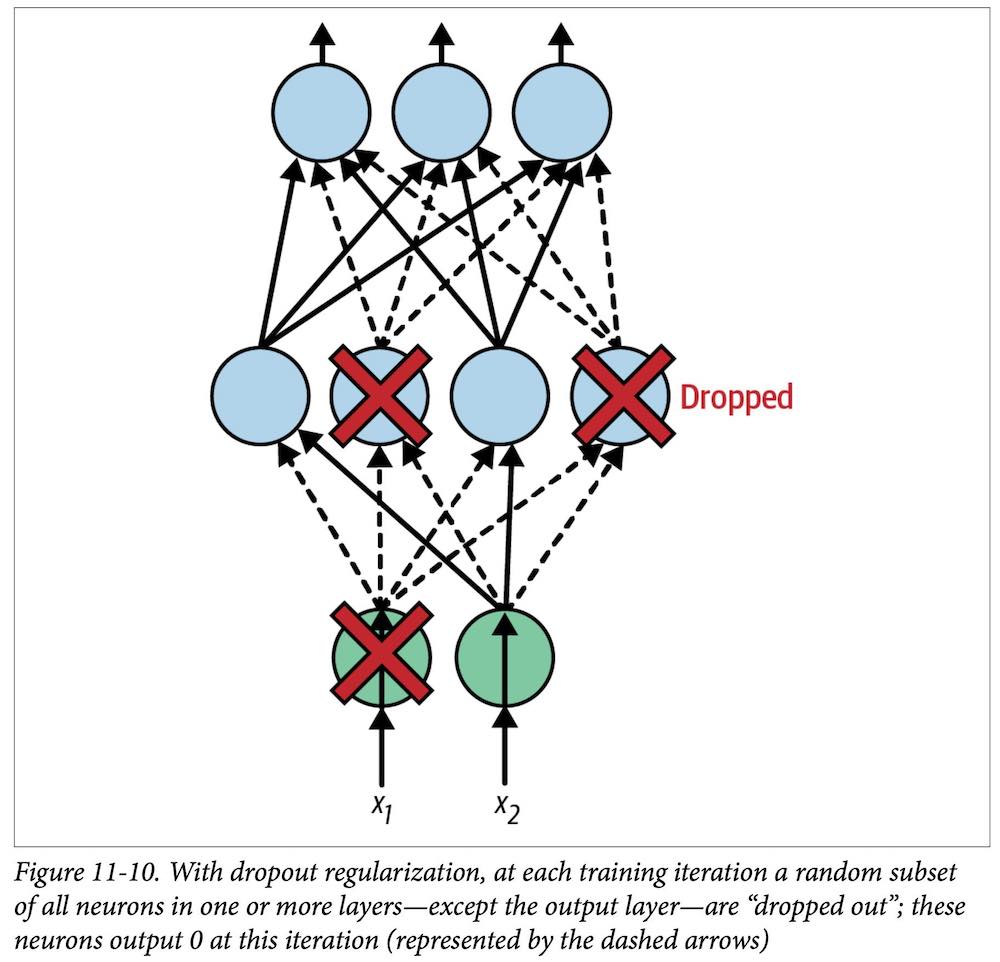 Dropped
x1
x2
Figure 11-10. With dropout regularization, at each training iteration a random subset
of all neurons in one or more layers—except the output layer—are “dropped out”; these
neurons output 0 at this iteration (represented by the dashed arrows)